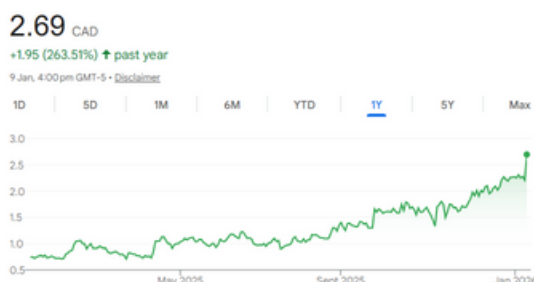 2.69 CAD
+1.95 (263.51%) ↑ past year
9 Jan, 4:00 pm GMT-5 • Disclaimer
1D 5D 1M 6M YTD 1Y 5Y Max
3.0
2.5
2.0
1.5
1.0
0.5
May 2025 Sept 2025 Jan 2026